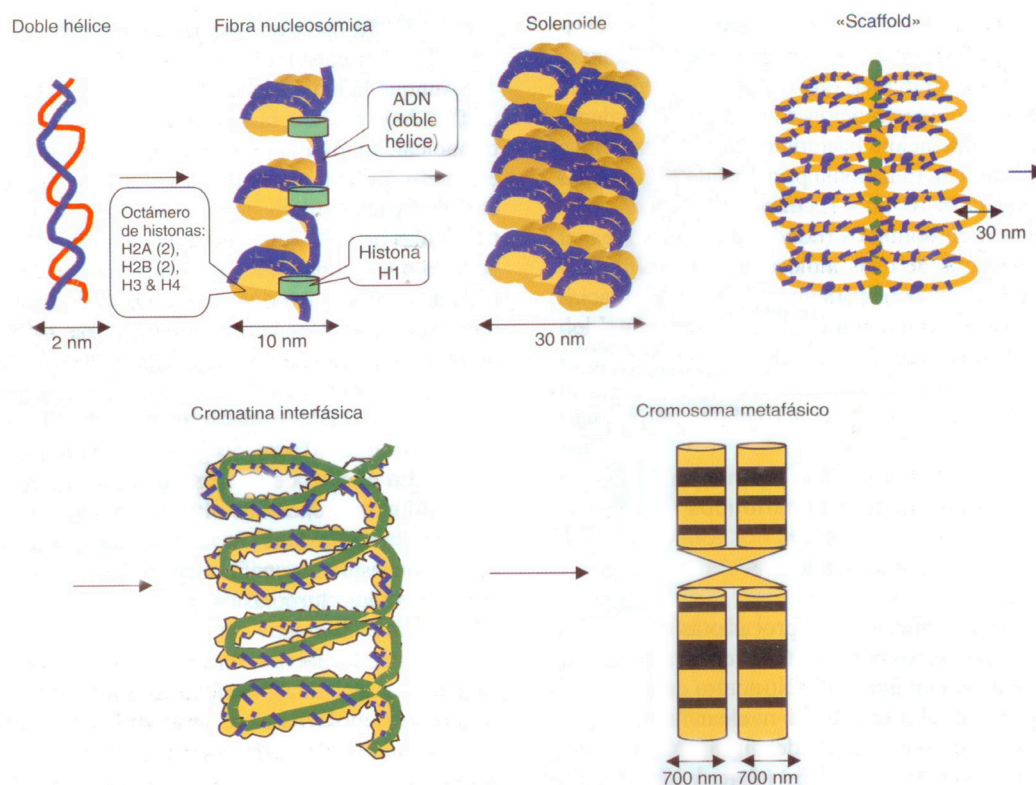 Doble hélice
Fibra nucleosómica
Solenoide
«Scaffold»
ADN
(doble
hélice)
Octámero
de histonas:
H2A (2),
H2B (2),
H3 & H4
Histona
H1
2 nm
10 nm
30 nm
30 nm
Cromatina interfásica
Cromosoma metafásico
700 nm
700 nm